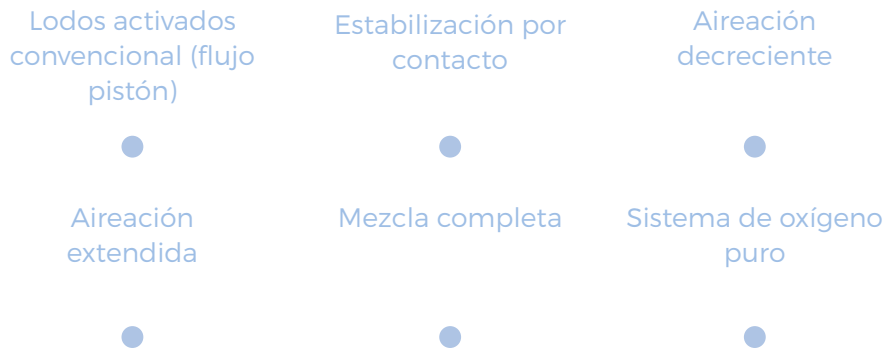 Lodos activados
convencional (flujo
pistón)
Estabilización por
contacto
Aireación
decreciente
Aireación
extendida
Mezcla completa
Sistema de oxígeno
puro